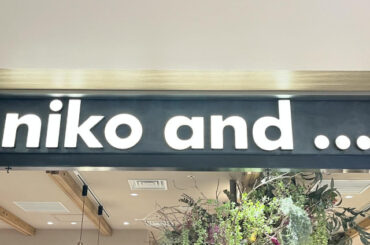 niko and ...